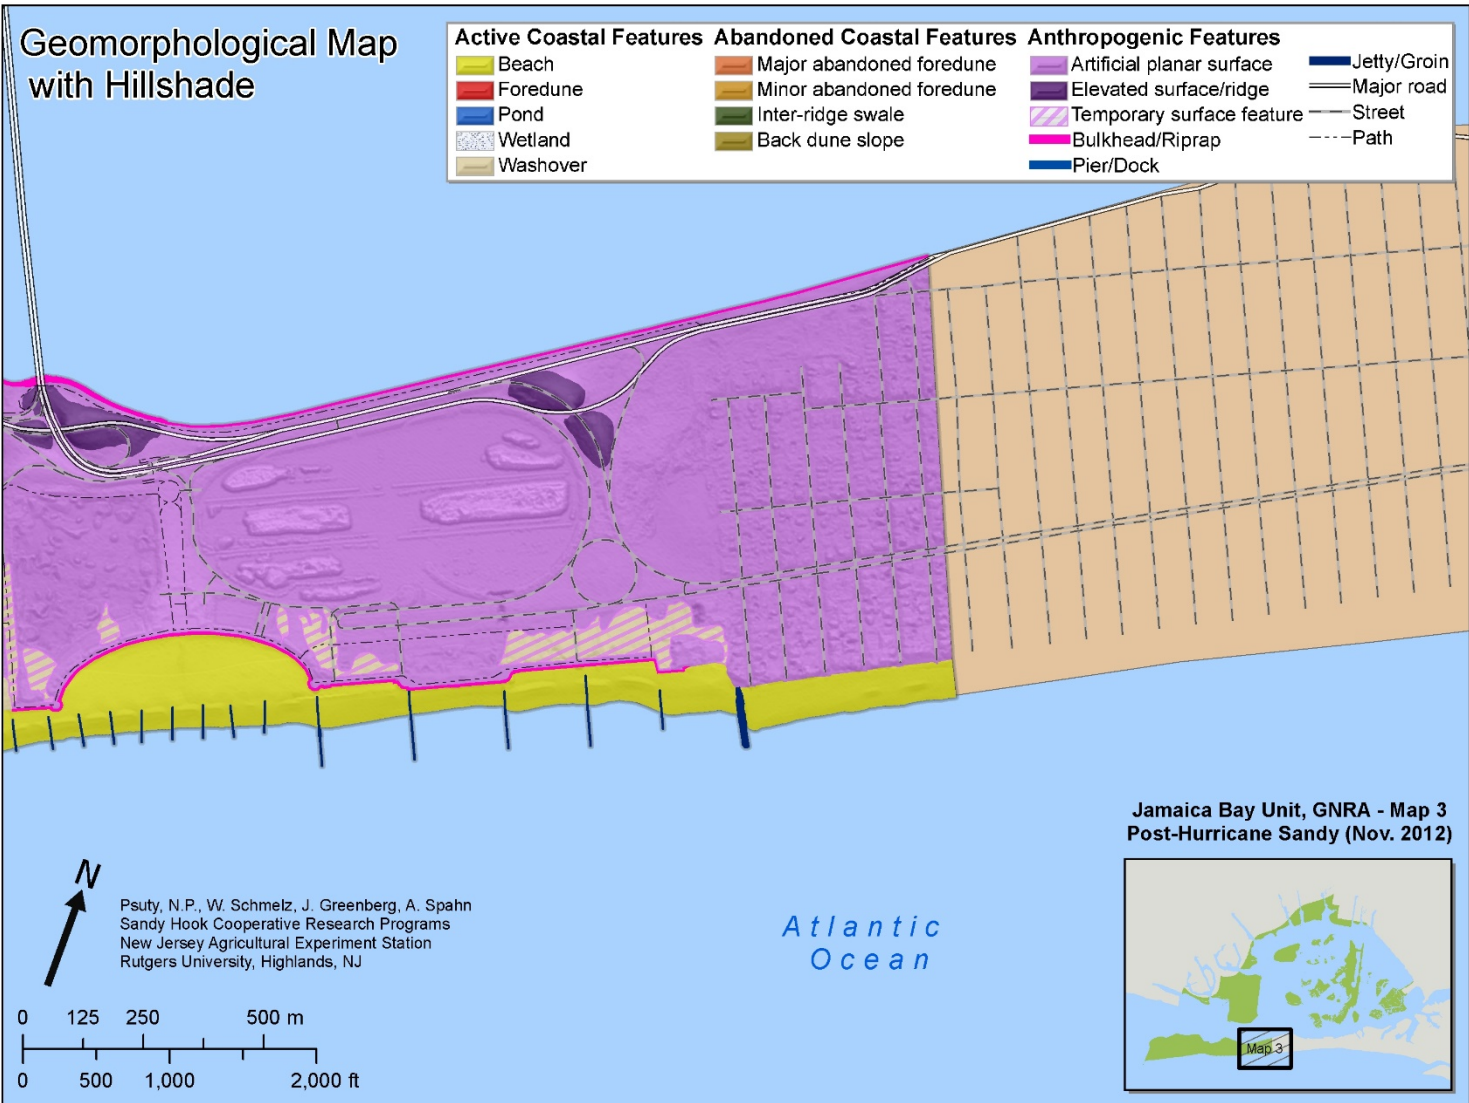 Geomorphological Map
with Hillshade
Active Coastal Features
Beach
Foredune
Pond
Wetland
Washover
Abandoned Coastal Features
Major abandoned foredune
Minor abandoned foredune
Inter-ridge swale
Back dune slope
Anthropogenic Features
Artificial planar surface
Elevated surface/ridge
Temporary surface feature
Bulkhead/Riprap
Pier/Dock
Jetty/Groin
Major road
Street
Path
N
Psuty, N.P., W. Schmelz, J. Greenberg, A. Spahn
Sandy Hook Cooperative Research Programs
New Jersey Agricultural Experiment Station
Rutgers University, Highlands, NJ
0 125 250 500 m
0 500 1,000 2,000 ft
Atlantic
Ocean
Jamaica Bay Unit, GNRA - Map 3
Post-Hurricane Sandy (Nov. 2012)
Map 3